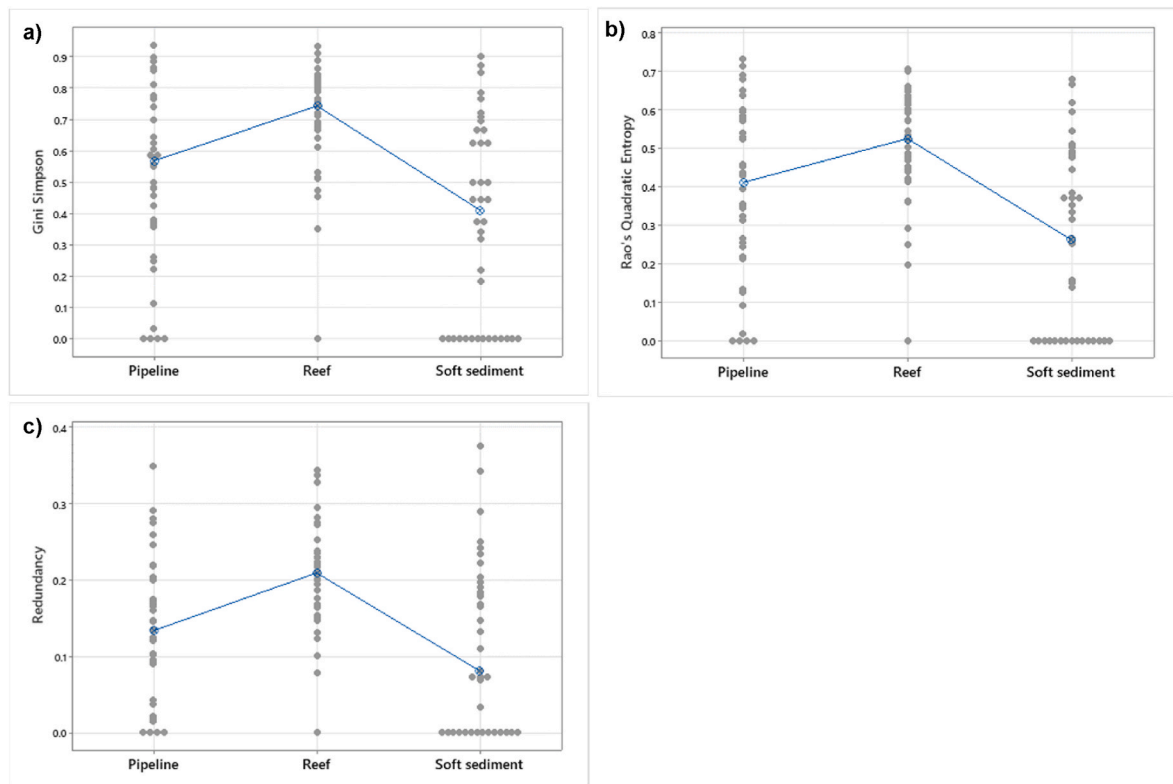 a)
Gini Simpson
0.9
0.8
0.7
0.6
0.5
0.4
0.3
0.2
0.1
0.0
Pipeline Reef Soft sediment
b)
Rao's Quadratic Entropy
0.8
0.7
0.6
0.5
0.4
0.3
0.2
0.1
0.0
Pipeline Reef Soft sediment
c)
Redundancy
0.4
0.3
0.2
0.1
0.0
Pipeline Reef Soft sediment